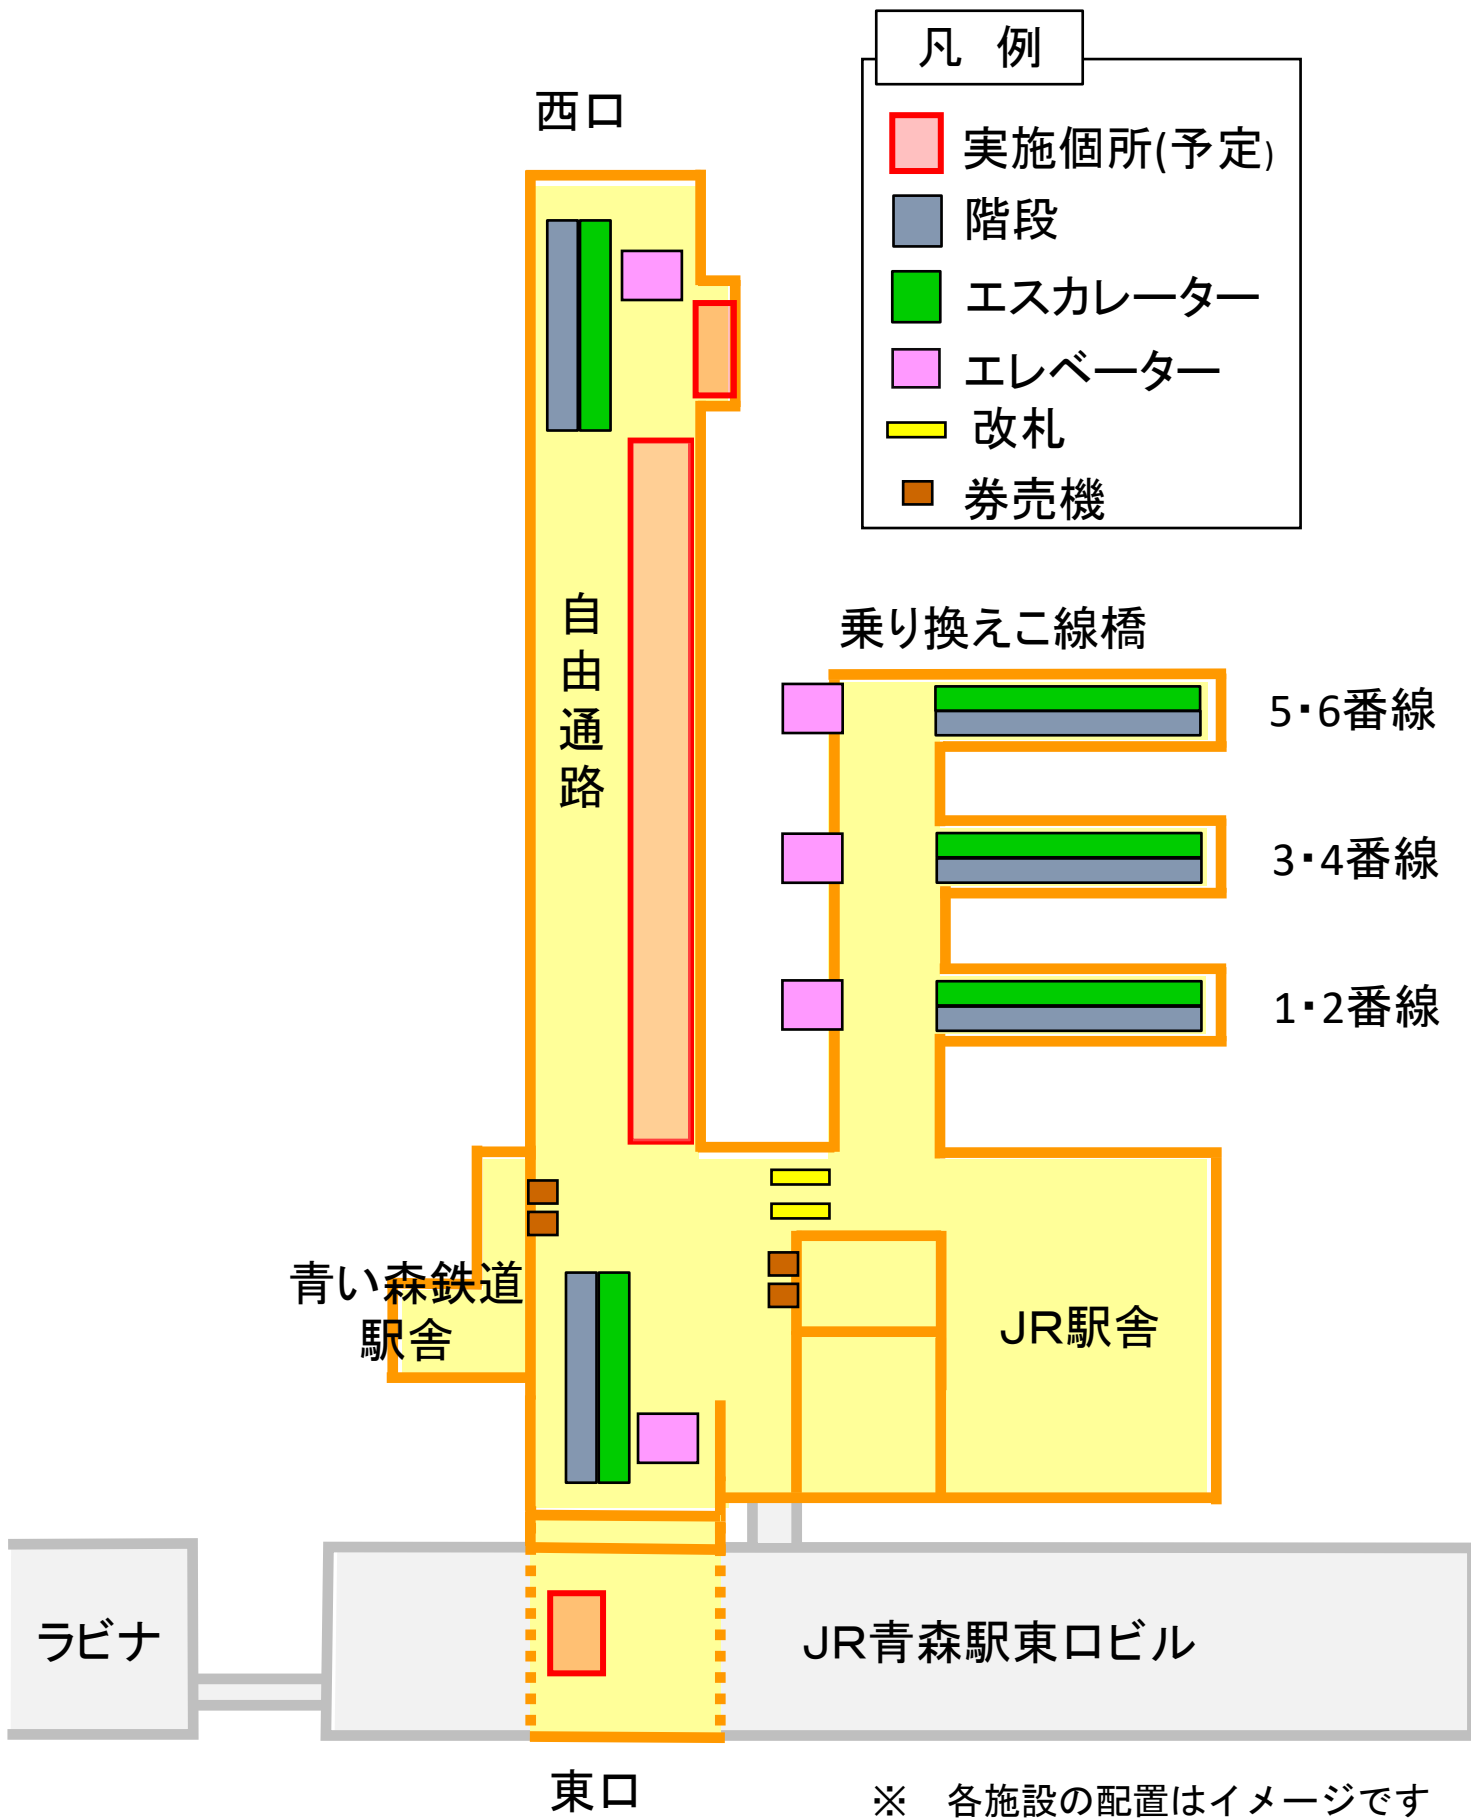 凡 例
西口
実施個所(予定)
階段
エスカレーター
エレベーター
改札
券売機
自由通路
乗り換えこ線橋
5・6番線
3・4番線
1・2番線
青い森鉄道
駅舎
JR駅舎
ラビナ
JR青森駅東口ビル
東口
※ 各施設の配置はイメージです